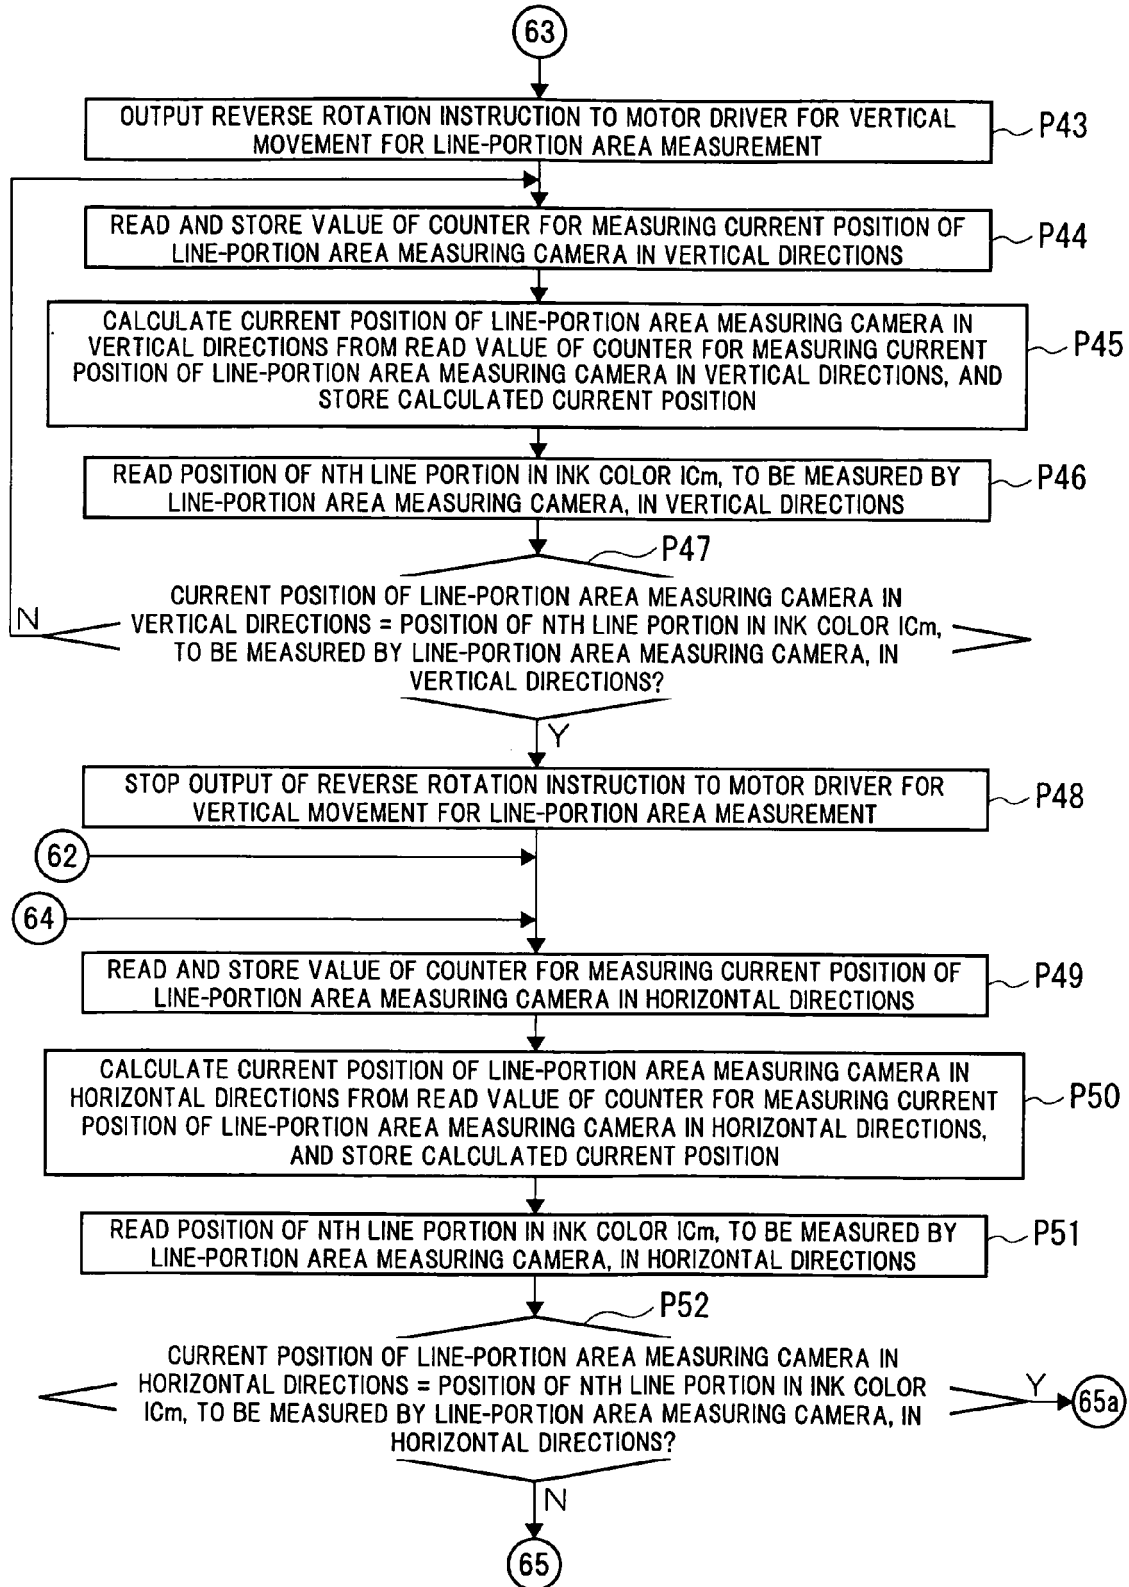 63
OUTPUT REVERSE ROTATION INSTRUCTION TO MOTOR DRIVER FOR VERTICAL
MOVEMENT FOR LINE-PORTION AREA MEASUREMENT
P43
READ AND STORE VALUE OF COUNTER FOR MEASURING CURRENT POSITION OF
LINE-PORTION AREA MEASURING CAMERA IN VERTICAL DIRECTIONS
P44
CALCULATE CURRENT POSITION OF LINE-PORTION AREA MEASURING CAMERA IN
VERTICAL DIRECTIONS FROM READ VALUE OF COUNTER FOR MEASURING CURRENT
POSITION OF LINE-PORTION AREA MEASURING CAMERA IN VERTICAL DIRECTIONS, AND
STORE CALCULATED CURRENT POSITION
P45
READ POSITION OF NTH LINE PORTION IN INK COLOR ICm, TO BE MEASURED BY
LINE-PORTION AREA MEASURING CAMERA, IN VERTICAL DIRECTIONS
P46
P47
CURRENT POSITION OF LINE-PORTION AREA MEASURING CAMERA IN
VERTICAL DIRECTIONS = POSITION OF NTH LINE PORTION IN INK COLOR ICm,
TO BE MEASURED BY LINE-PORTION AREA MEASURING CAMERA, IN
VERTICAL DIRECTIONS?
N
Y
STOP OUTPUT OF REVERSE ROTATION INSTRUCTION TO MOTOR DRIVER FOR
VERTICAL MOVEMENT FOR LINE-PORTION AREA MEASUREMENT
P48
62
64
READ AND STORE VALUE OF COUNTER FOR MEASURING CURRENT POSITION OF
LINE-PORTION AREA MEASURING CAMERA IN HORIZONTAL DIRECTIONS
P49
CALCULATE CURRENT POSITION OF LINE-PORTION AREA MEASURING CAMERA IN
HORIZONTAL DIRECTIONS FROM READ VALUE OF COUNTER FOR MEASURING CURRENT
POSITION OF LINE-PORTION AREA MEASURING CAMERA IN HORIZONTAL DIRECTIONS,
AND STORE CALCULATED CURRENT POSITION
P50
READ POSITION OF NTH LINE PORTION IN INK COLOR ICm, TO BE MEASURED BY
LINE-PORTION AREA MEASURING CAMERA, IN HORIZONTAL DIRECTIONS
P51
P52
CURRENT POSITION OF LINE-PORTION AREA MEASURING CAMERA IN
HORIZONTAL DIRECTIONS = POSITION OF NTH LINE PORTION IN INK COLOR
ICm, TO BE MEASURED BY LINE-PORTION AREA MEASURING CAMERA, IN
HORIZONTAL DIRECTIONS?
Y
65a
N
65